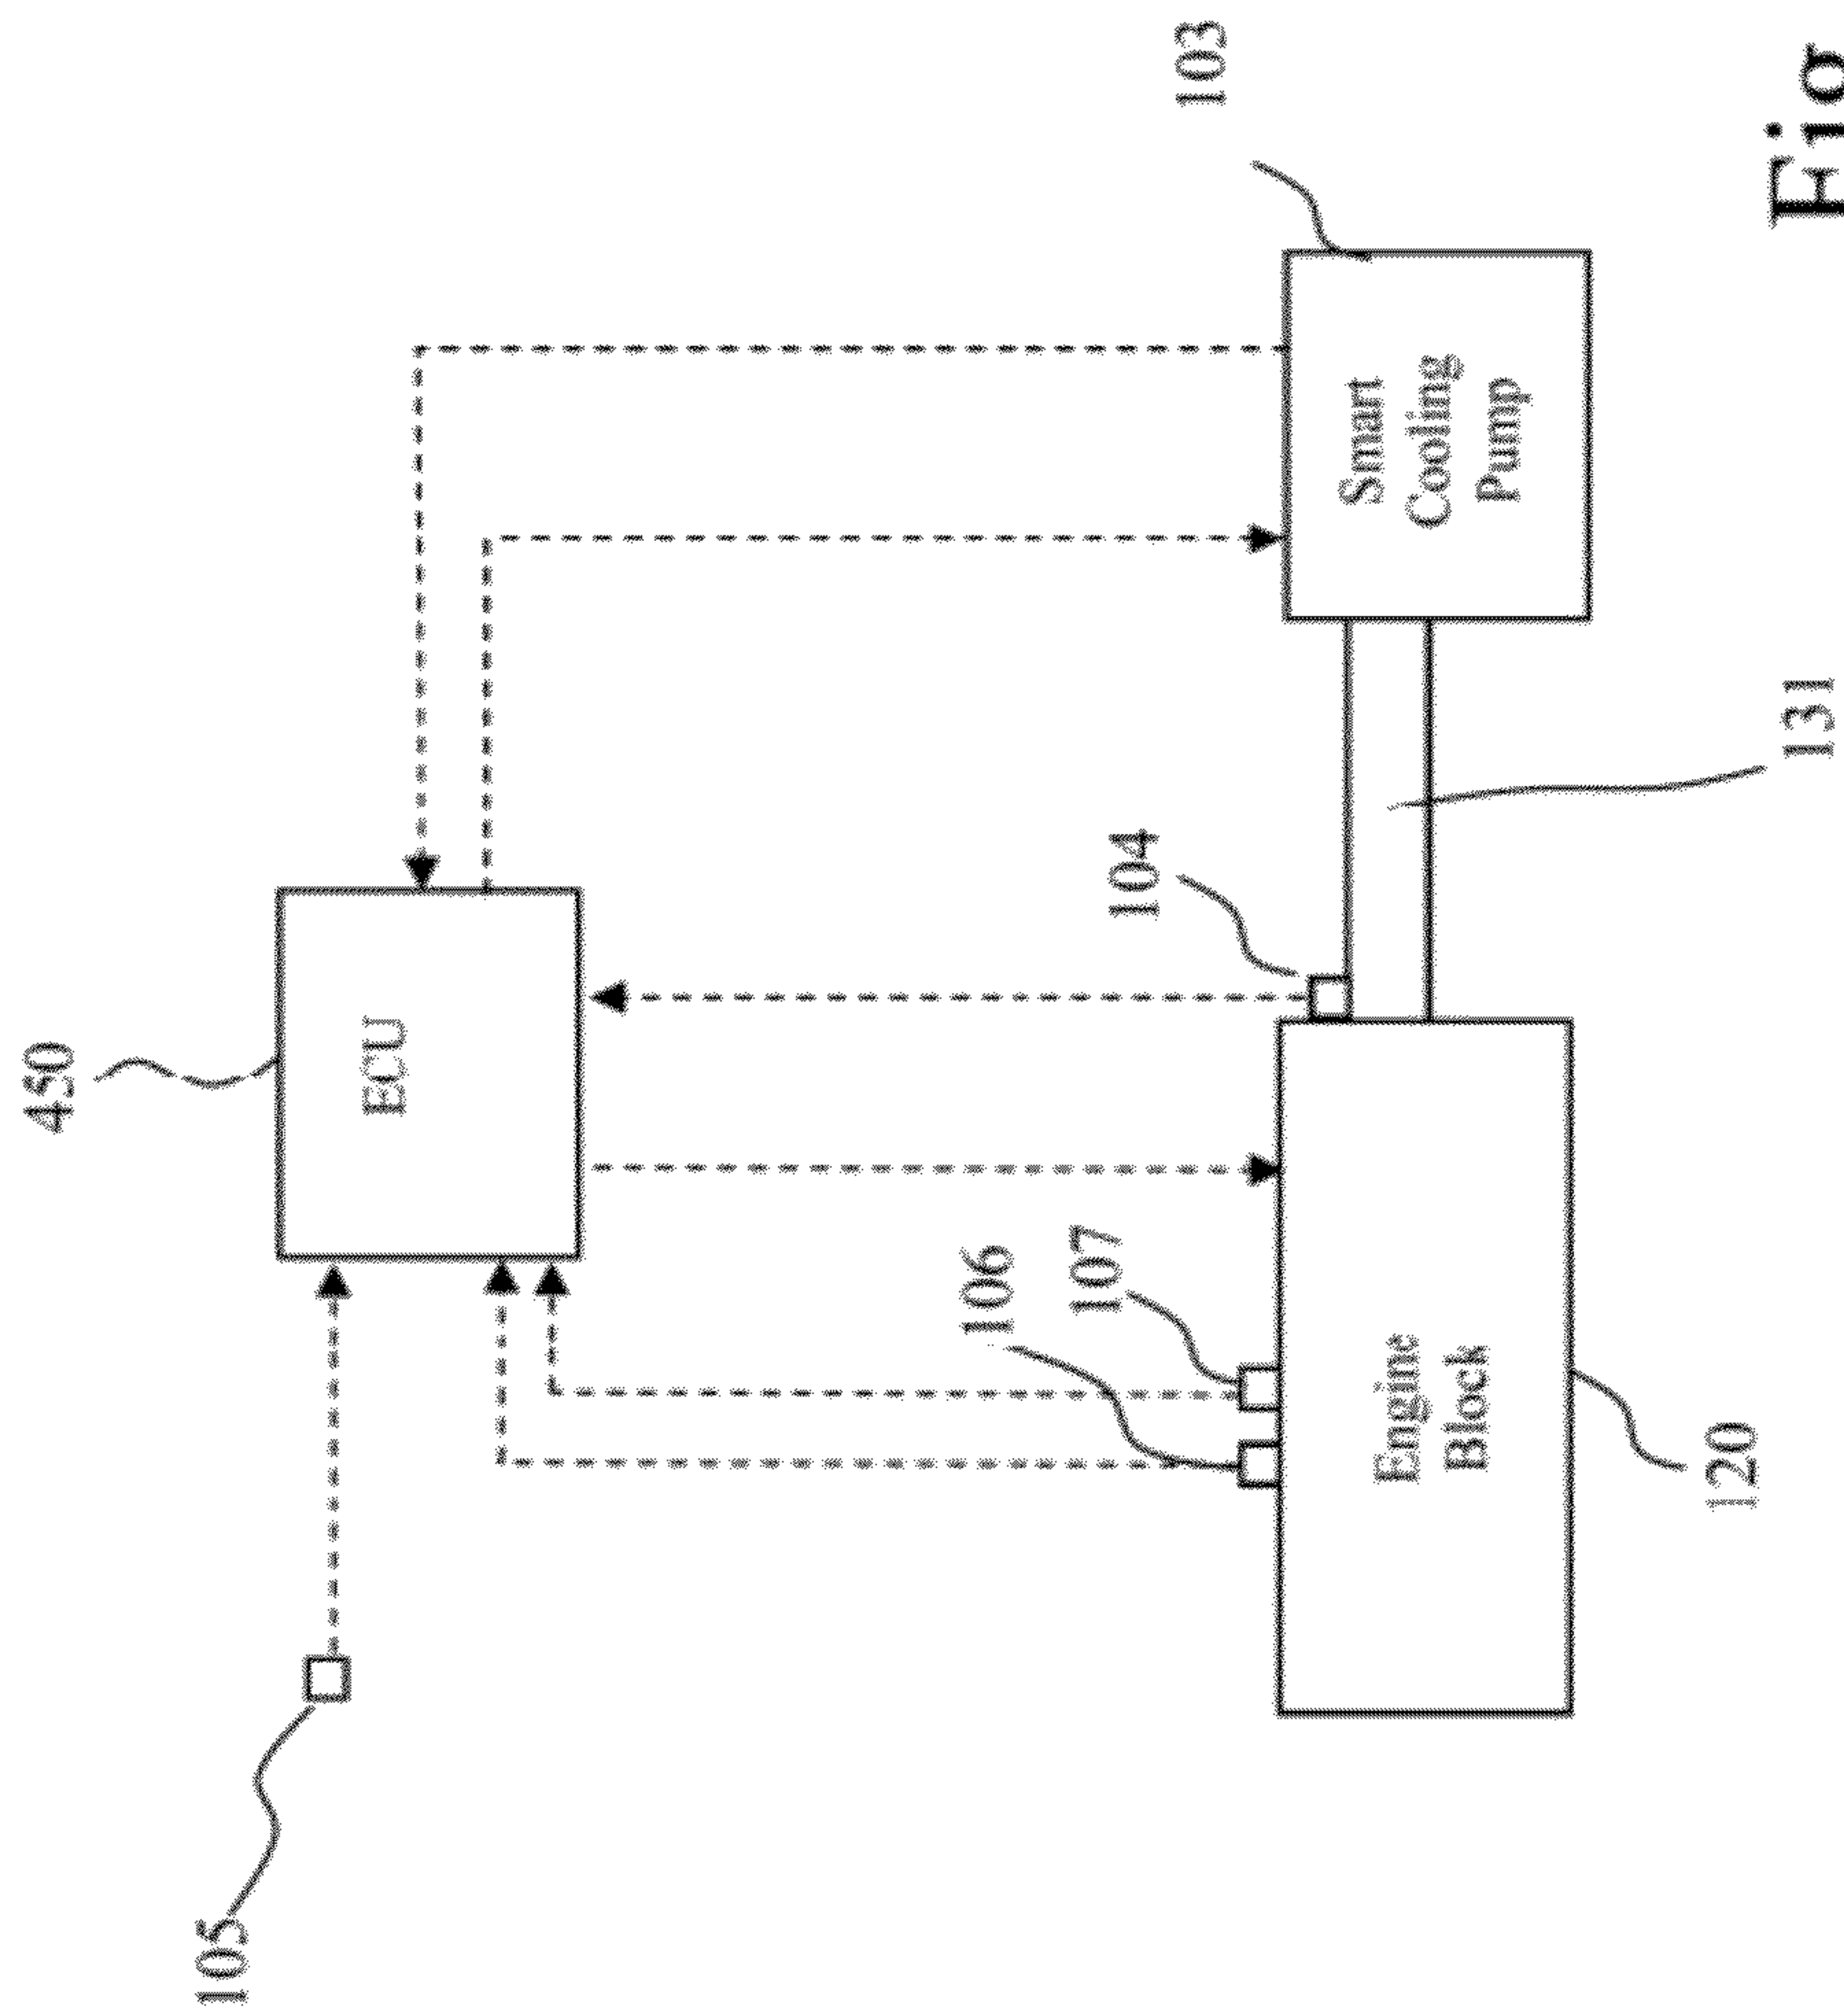 450
105
ECU
106
107
104
103
Engine
Block
Smart
Cooling
Pump
120
131
Fig